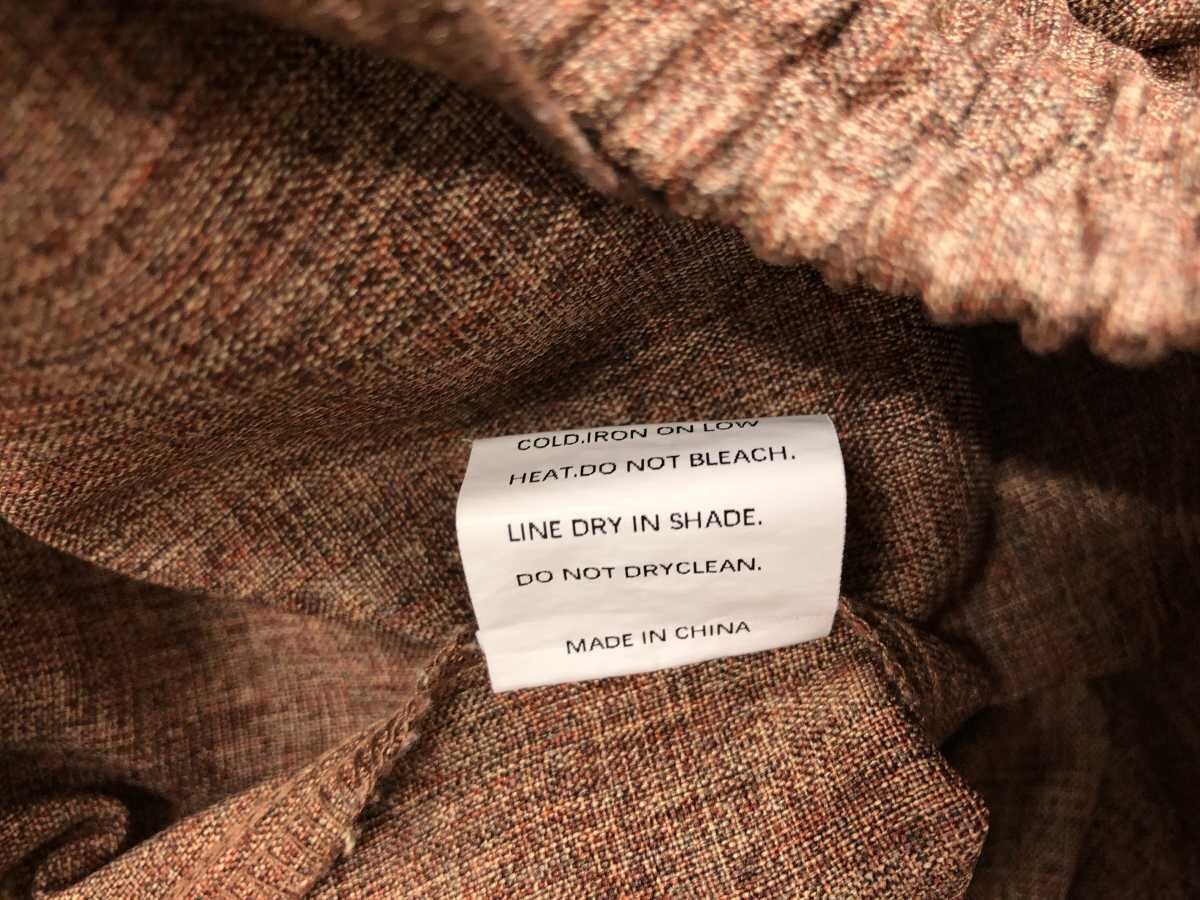 COLD.IRON ON LOW
HEAT.DO NOT BLEACH.
LINE DRY IN SHADE.
DO NOT DRYCLEAN.
MADE IN CHINA